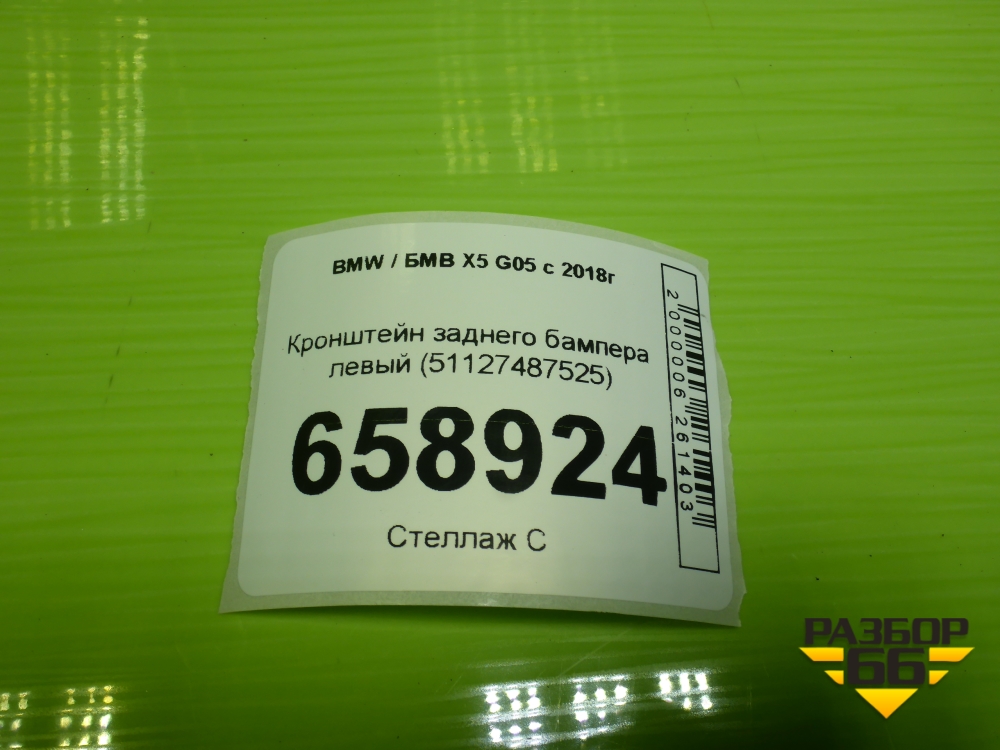 BMW / БМВ X5 G05 с 2018г
Кронштейн заднего бампера
левый (51127487525)
658924
Стеллаж С
2000006261403
РАЗБОР
66